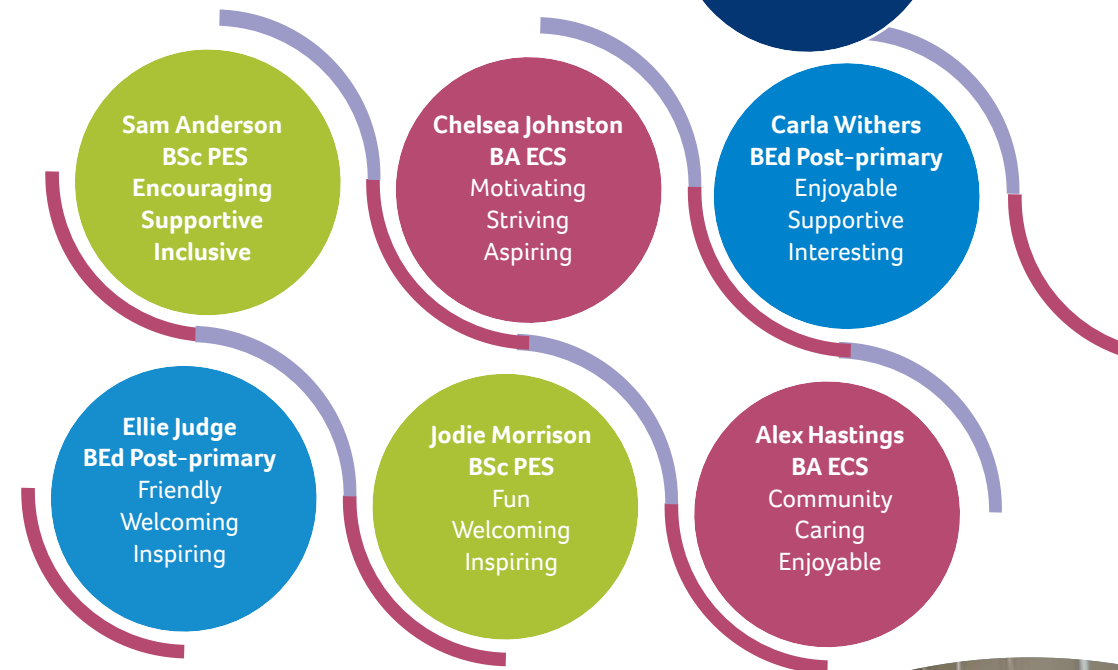 Sam Anderson
BSc PES
Encouraging
Supportive
Inclusive
Chelsea Johnston
BA ECS
Motivating
Striving
Aspiring
Carla Withers
BEd Post-primary
Enjoyable
Supportive
Interesting
Ellie Judge
BEd Post-primary
Friendly
Welcoming
Inspiring
Jodie Morrison
BSc PES
Fun
Welcoming
Inspiring
Alex Hastings
BA ECS
Community
Caring
Enjoyable